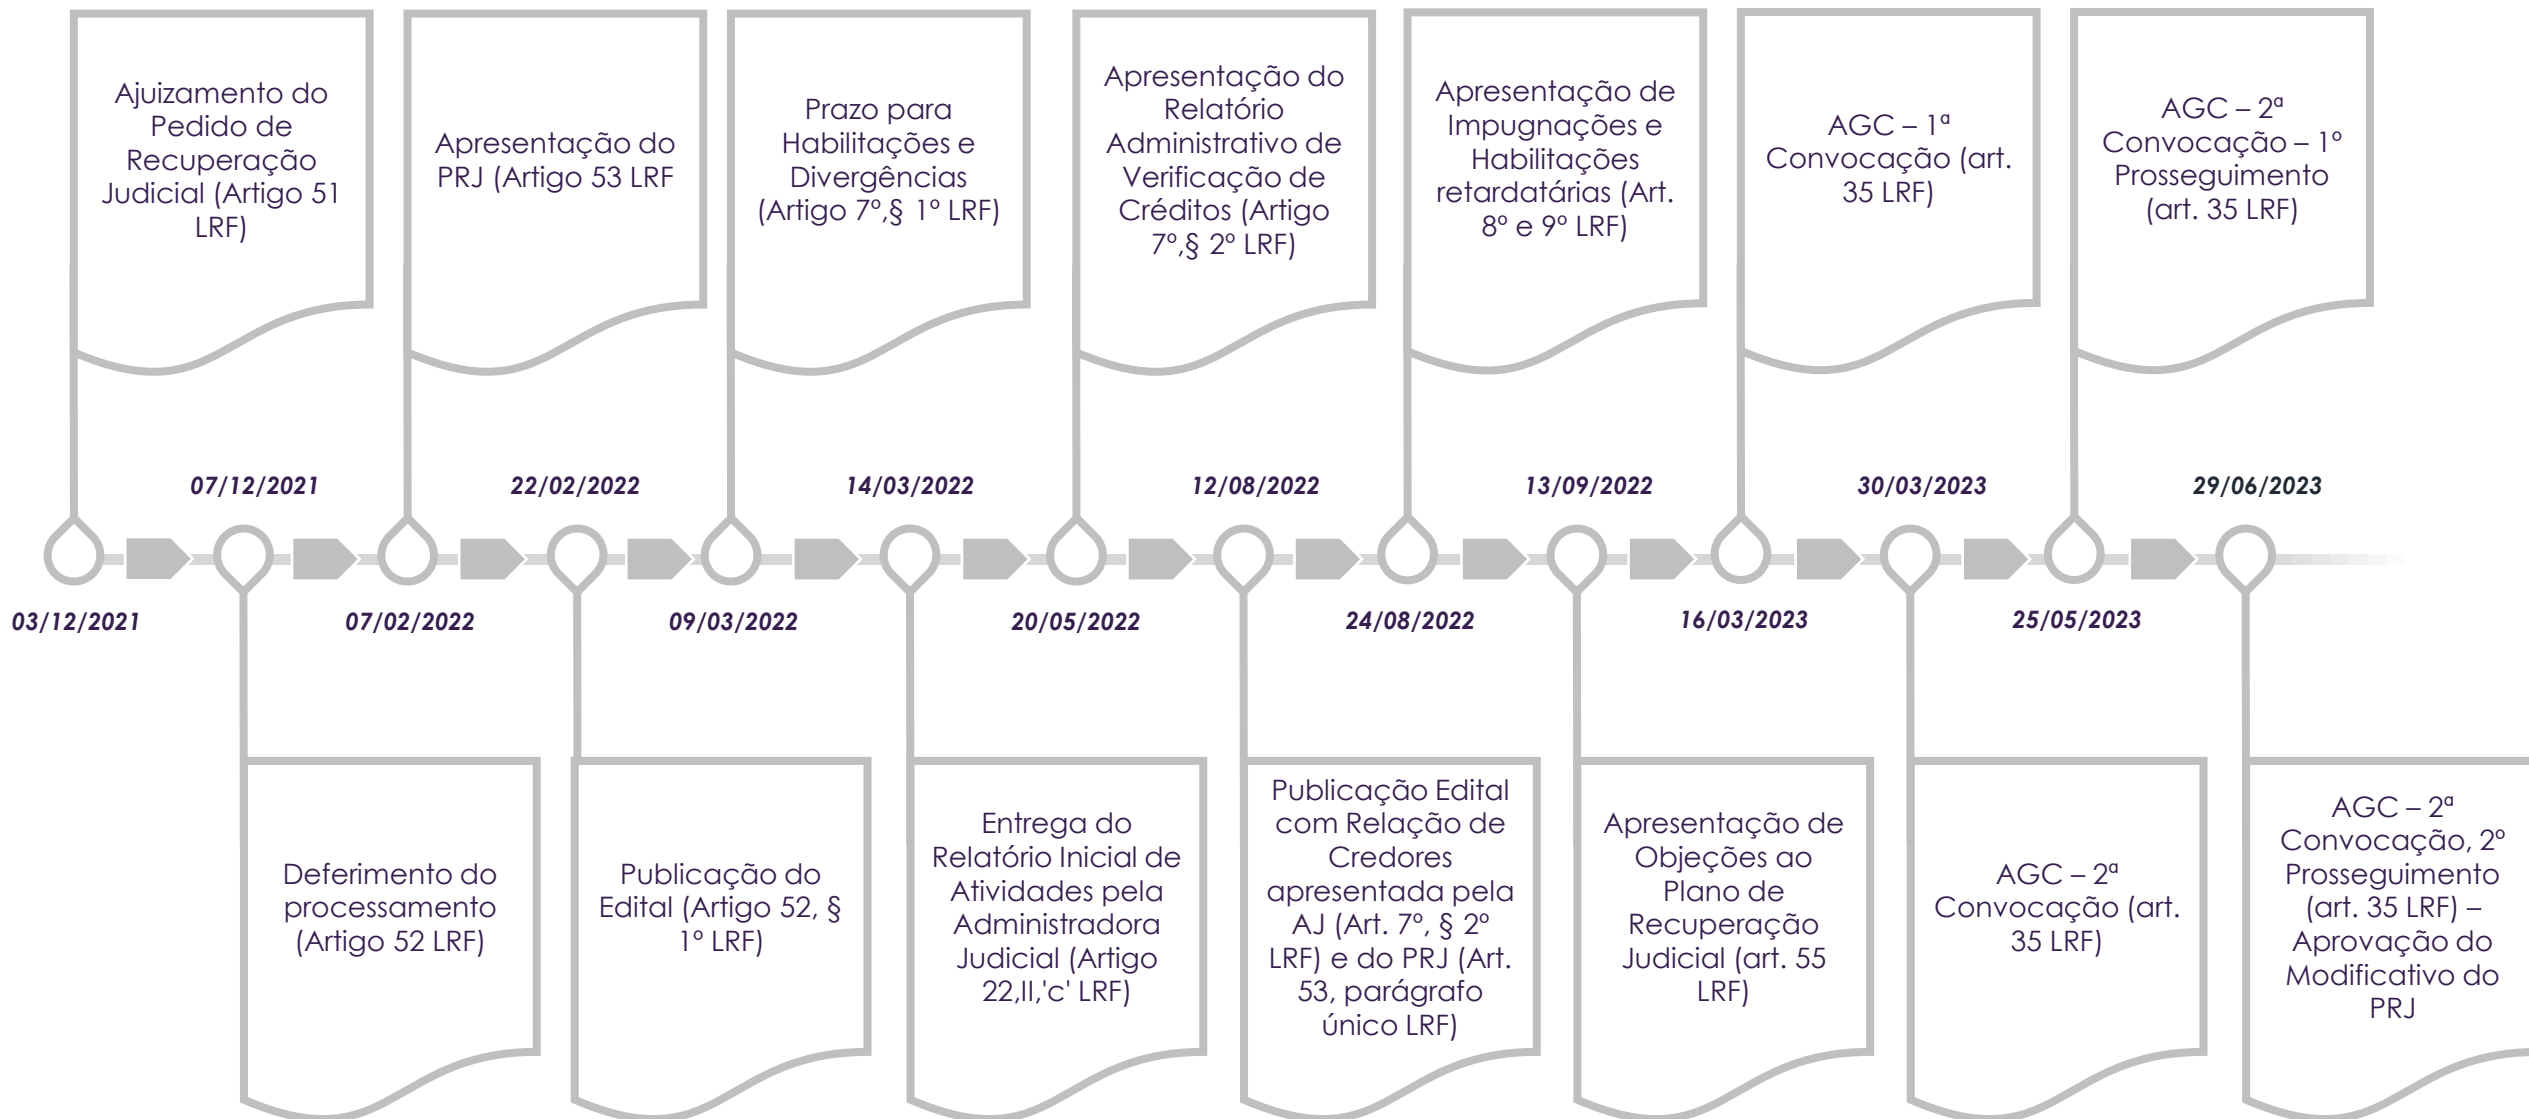 Ajuizamento do
Pedido de
Recuperação
Judicial (Artigo 51
LRF)
Apresentação do
PRJ (Artigo 53 LRF
Prazo para
Habilitações e
Divergências
(Artigo 7º,§ 1º LRF)
Apresentação do
Relatório
Administrativo de
Verificação de
Créditos (Artigo
7º,§ 2º LRF)
Apresentação de
Impugnações e
Habilitações
retardatárias (Art.
8º e 9º LRF)
AGC – 1ª
Convocação (art.
35 LRF)
AGC – 2ª
Convocação – 1º
Prosseguimento
(art. 35 LRF)
07/12/2021
22/02/2022
14/03/2022
12/08/2022
13/09/2022
30/03/2023
29/06/2023
03/12/2021
07/02/2022
09/03/2022
20/05/2022
24/08/2022
16/03/2023
25/05/2023
Deferimento do
processamento
(Artigo 52 LRF)
Publicação do
Edital (Artigo 52, §
1º LRF)
Entrega do
Relatório Inicial de
Atividades pela
Administradora
Judicial (Artigo
22,II,'c' LRF)
Publicação Edital
com Relação de
Credores
apresentada pela
AJ (Art. 7º, § 2º
LRF) e do PRJ (Art.
53, parágrafo
único LRF)
Apresentação de
Objeções ao
Plano de
Recuperação
Judicial (art. 55
LRF)
AGC – 2ª
Convocação (art.
35 LRF)
AGC – 2ª
Convocação, 2º
Prosseguimento
(art. 35 LRF) –
Aprovação do
Modificativo do
PRJ